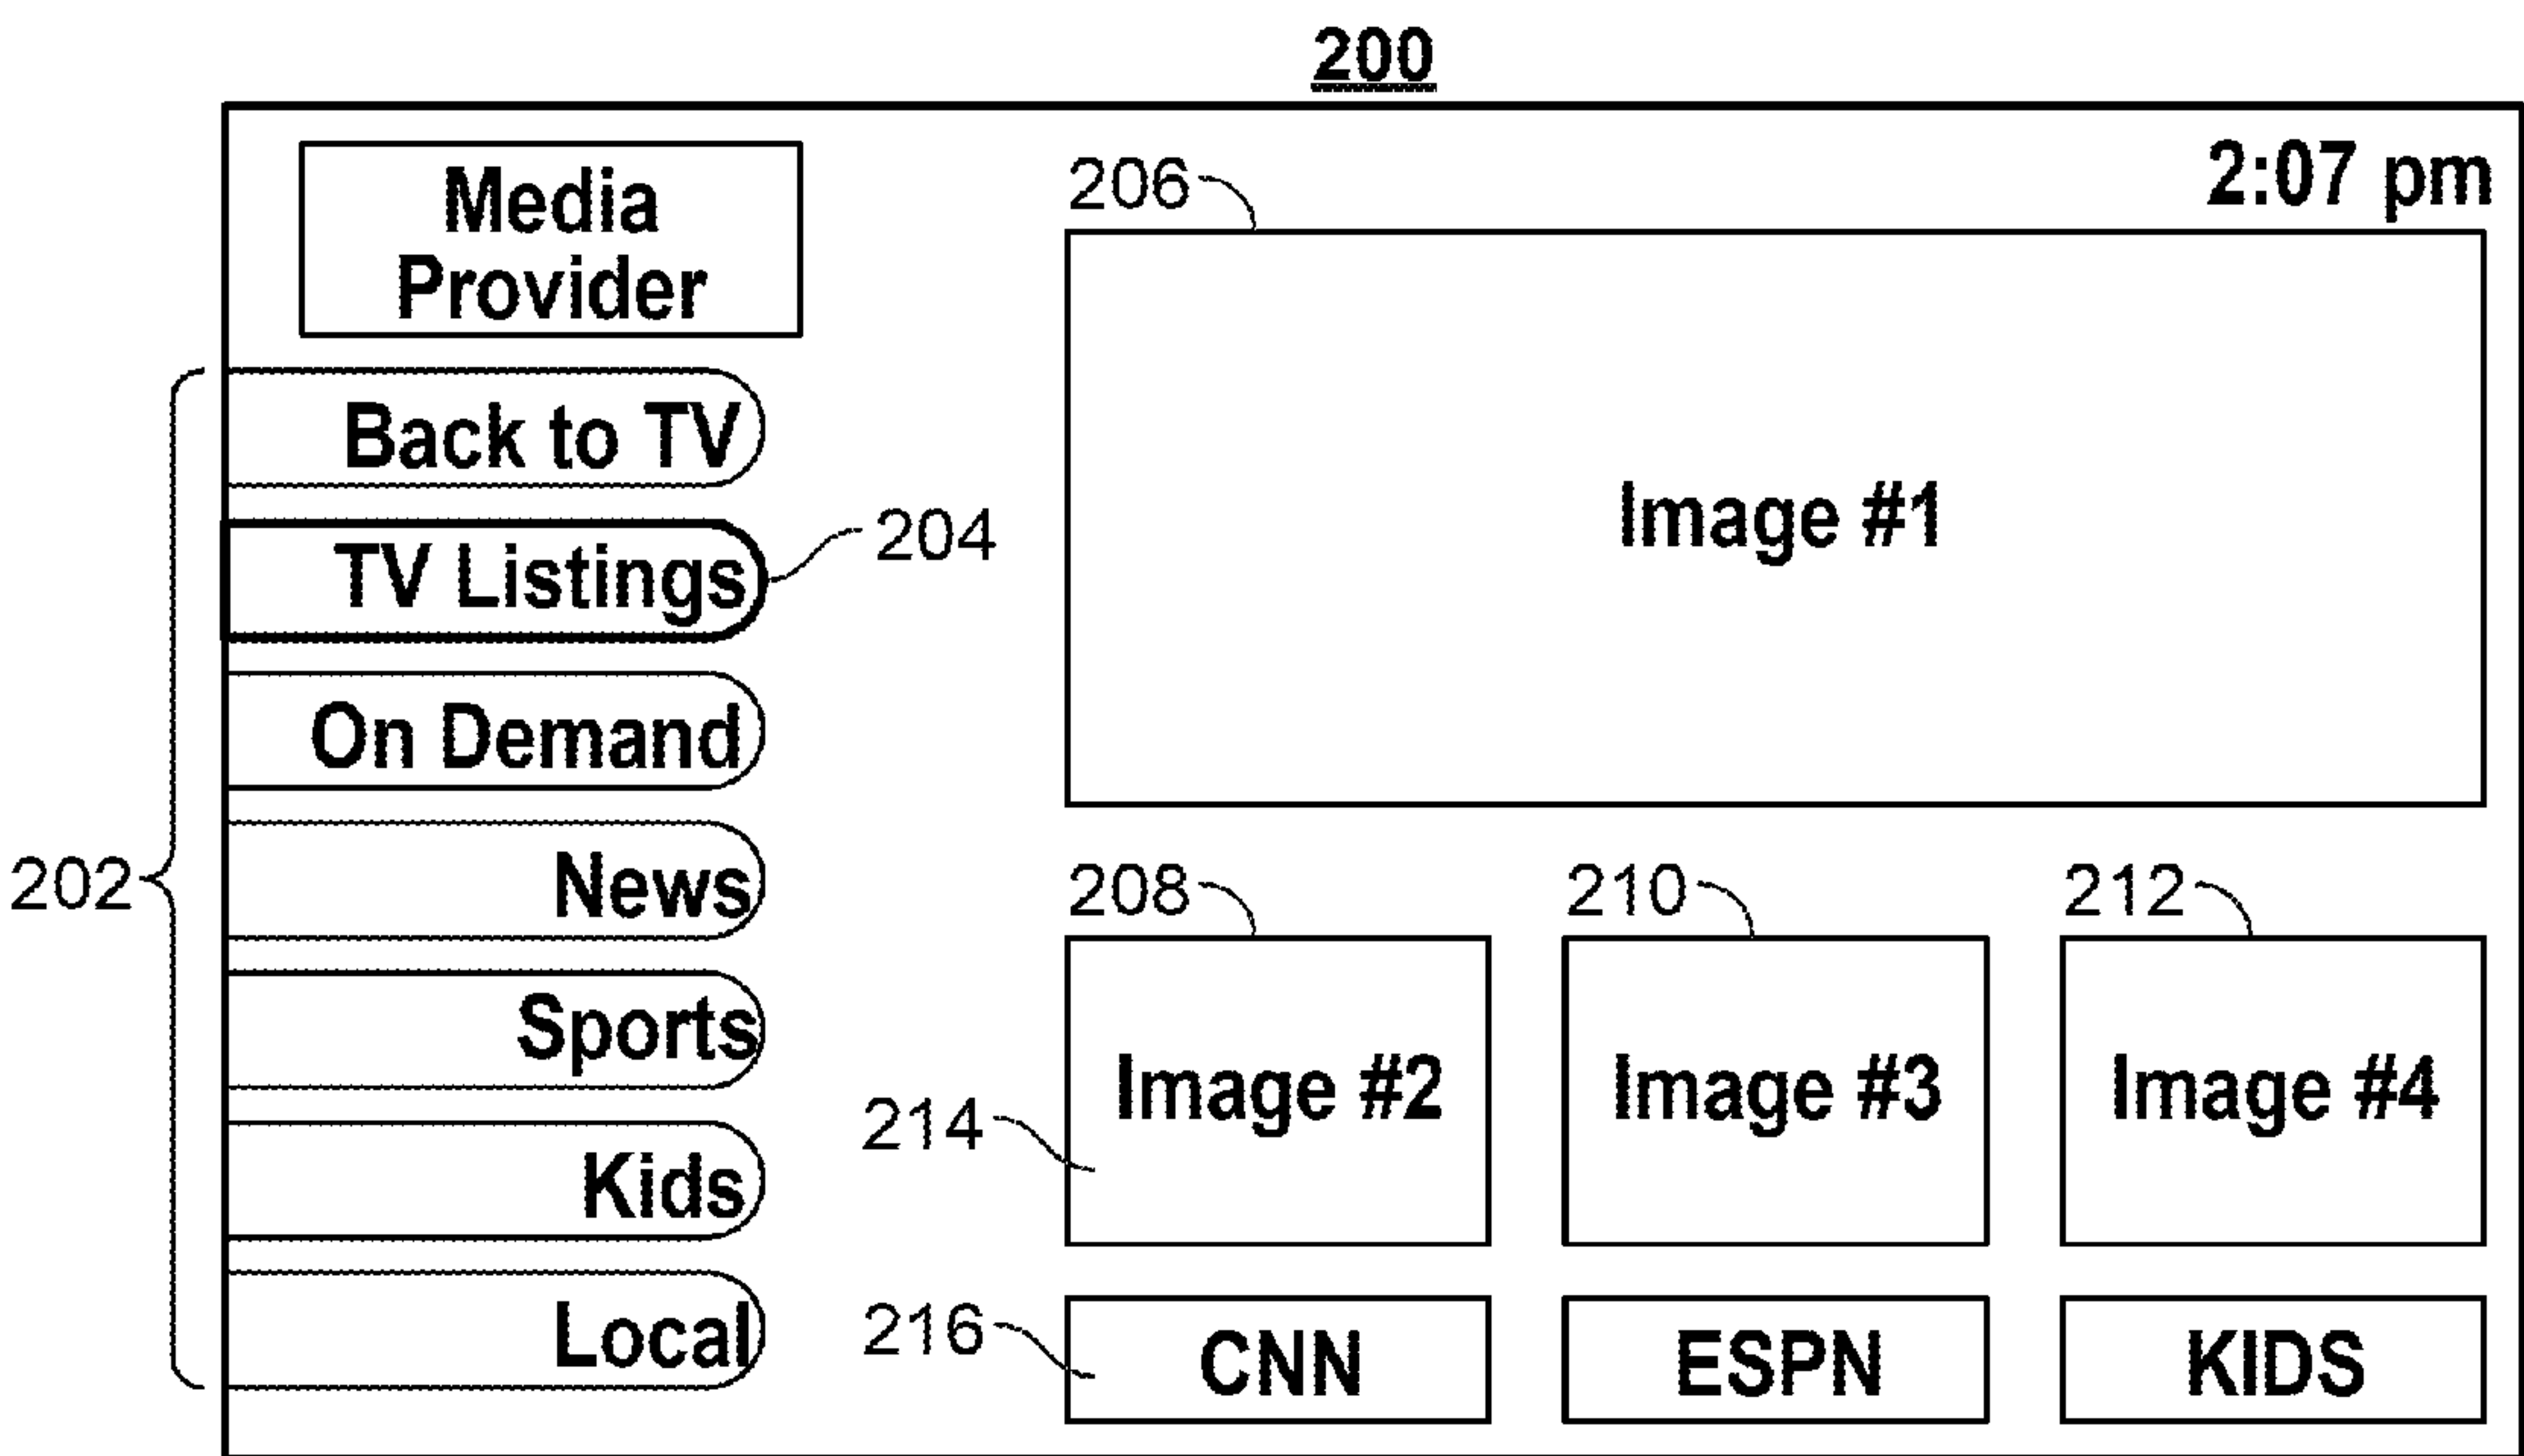 200
Media
Provider
2:07 pm
206
Back to TV
TV Listings
204
Image #1
On Demand
202
News
208
210
212
Sports
Image #2
Image #3
Image #4
214
Kids
Local
216
CNN
ESPN
KIDS